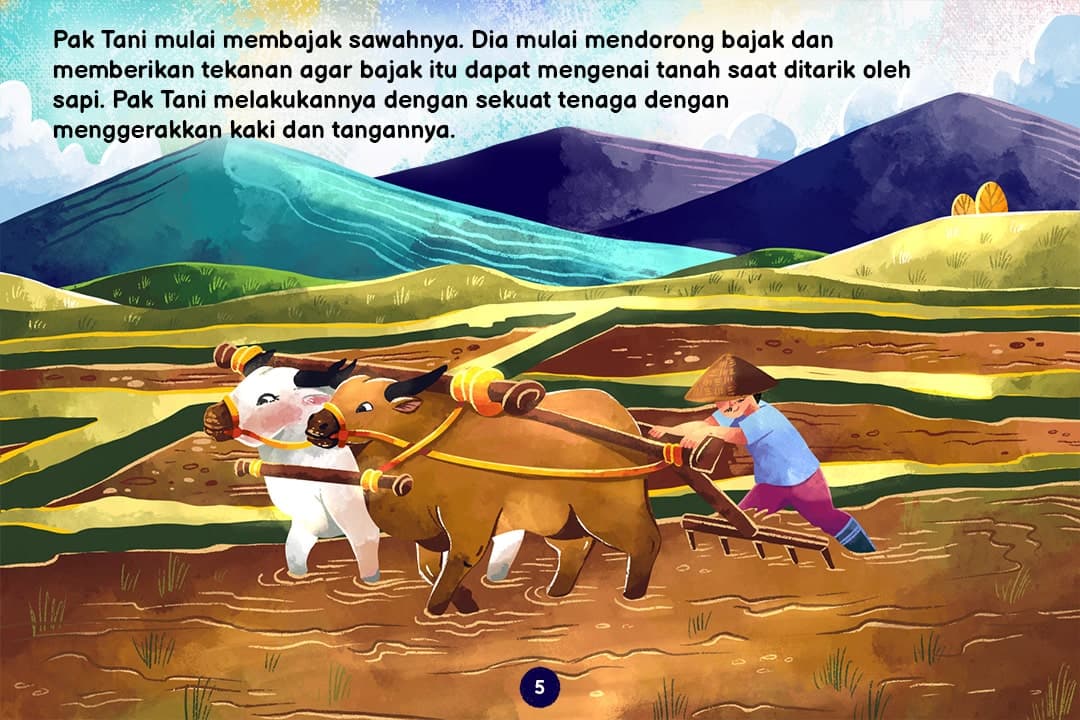 Pak Tani mulai membajak sawahnya. Dia mulai mendorong bajak dan
memberikan tekanan agar bajak itu dapat mengenai tanah saat ditarik oleh
sapi. Pak Tani melakukannya dengan sekuat tenaga dengan
menggerakkan kaki dan tangannya.
5